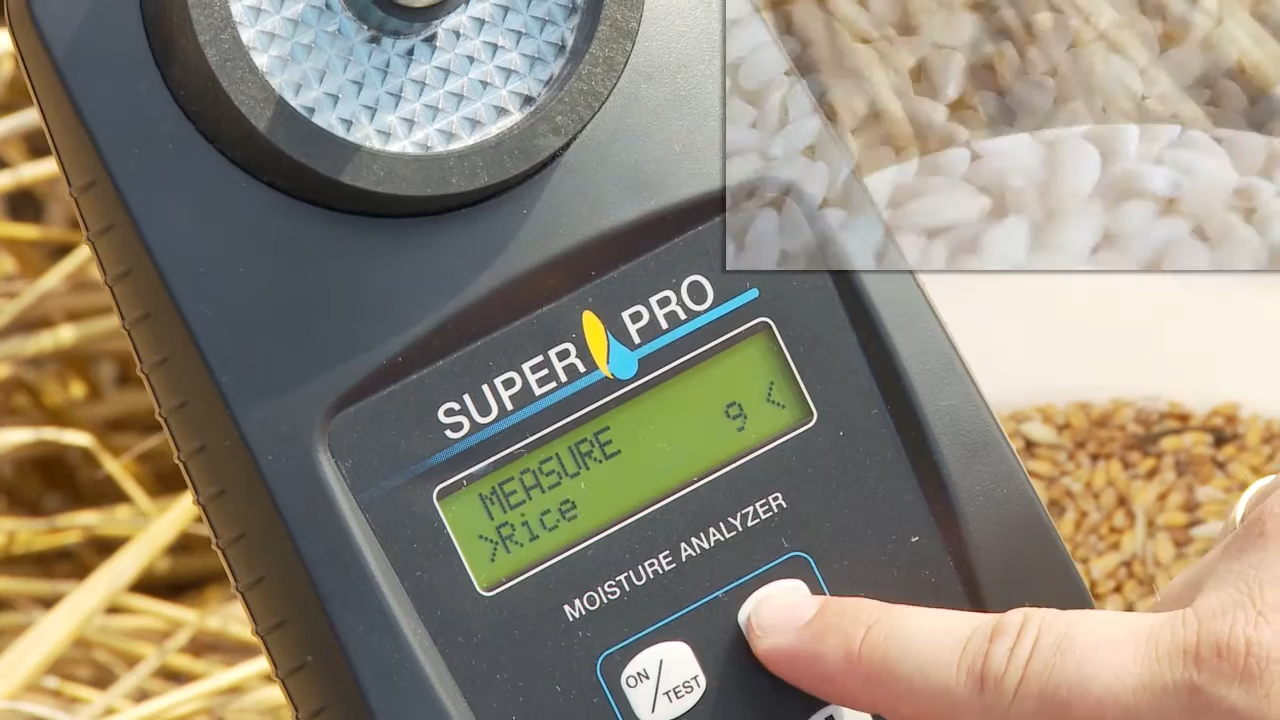 SUPER PRO
MEASURE 9 <
>Rice
MOISTURE ANALYZER
ON/TEST